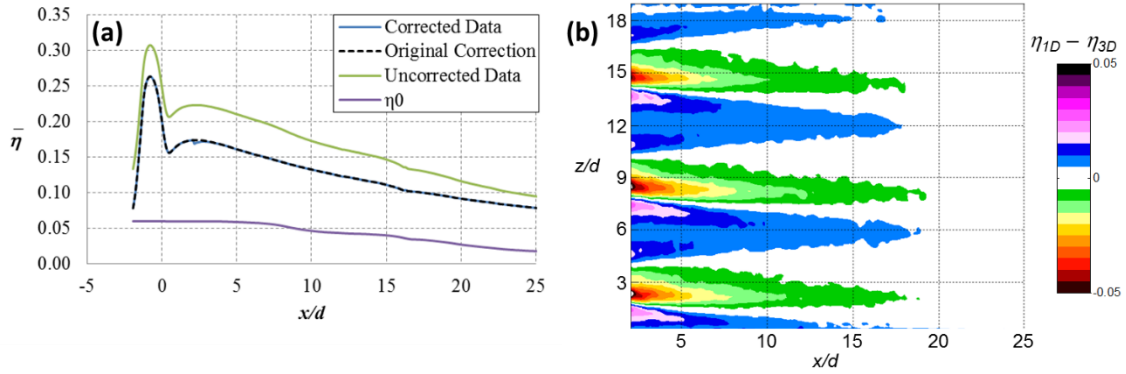 (a)
Corrected Data
Original Correction
Uncorrected Data
η0
0.35
0.30
0.25
0.20
0.15
0.10
0.05
0.00
η̄
-5
0
5
10
15
20
25
x/d
(b)
18
15
12
9
6
3
z/d
5
10
15
20
25
x/d
η1D − η3D
0.05
0
-0.05